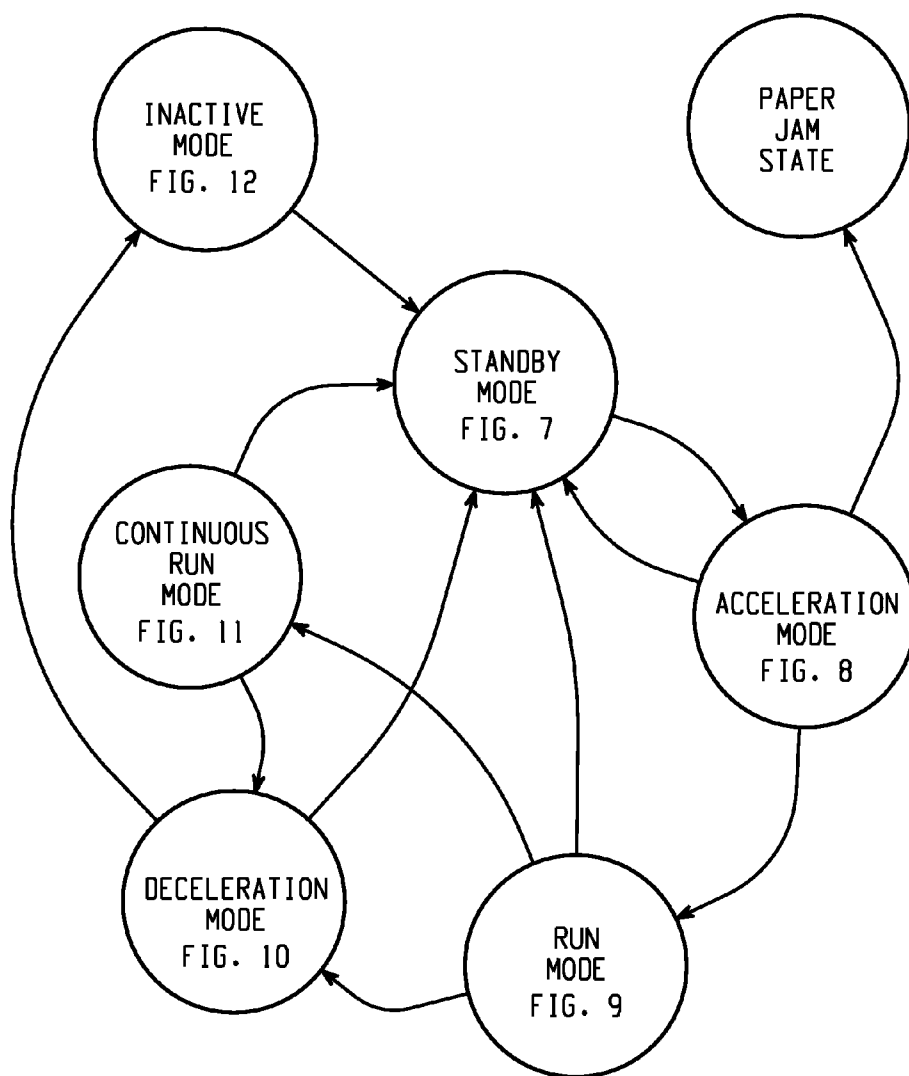 INACTIVE
MODE
FIG. 12
PAPER
JAM
STATE
STANDBY
MODE
FIG. 7
CONTINUOUS
RUN
MODE
FIG. 11
ACCELERATION
MODE
FIG. 8
DECELERATION
MODE
FIG. 10
RUN
MODE
FIG. 9